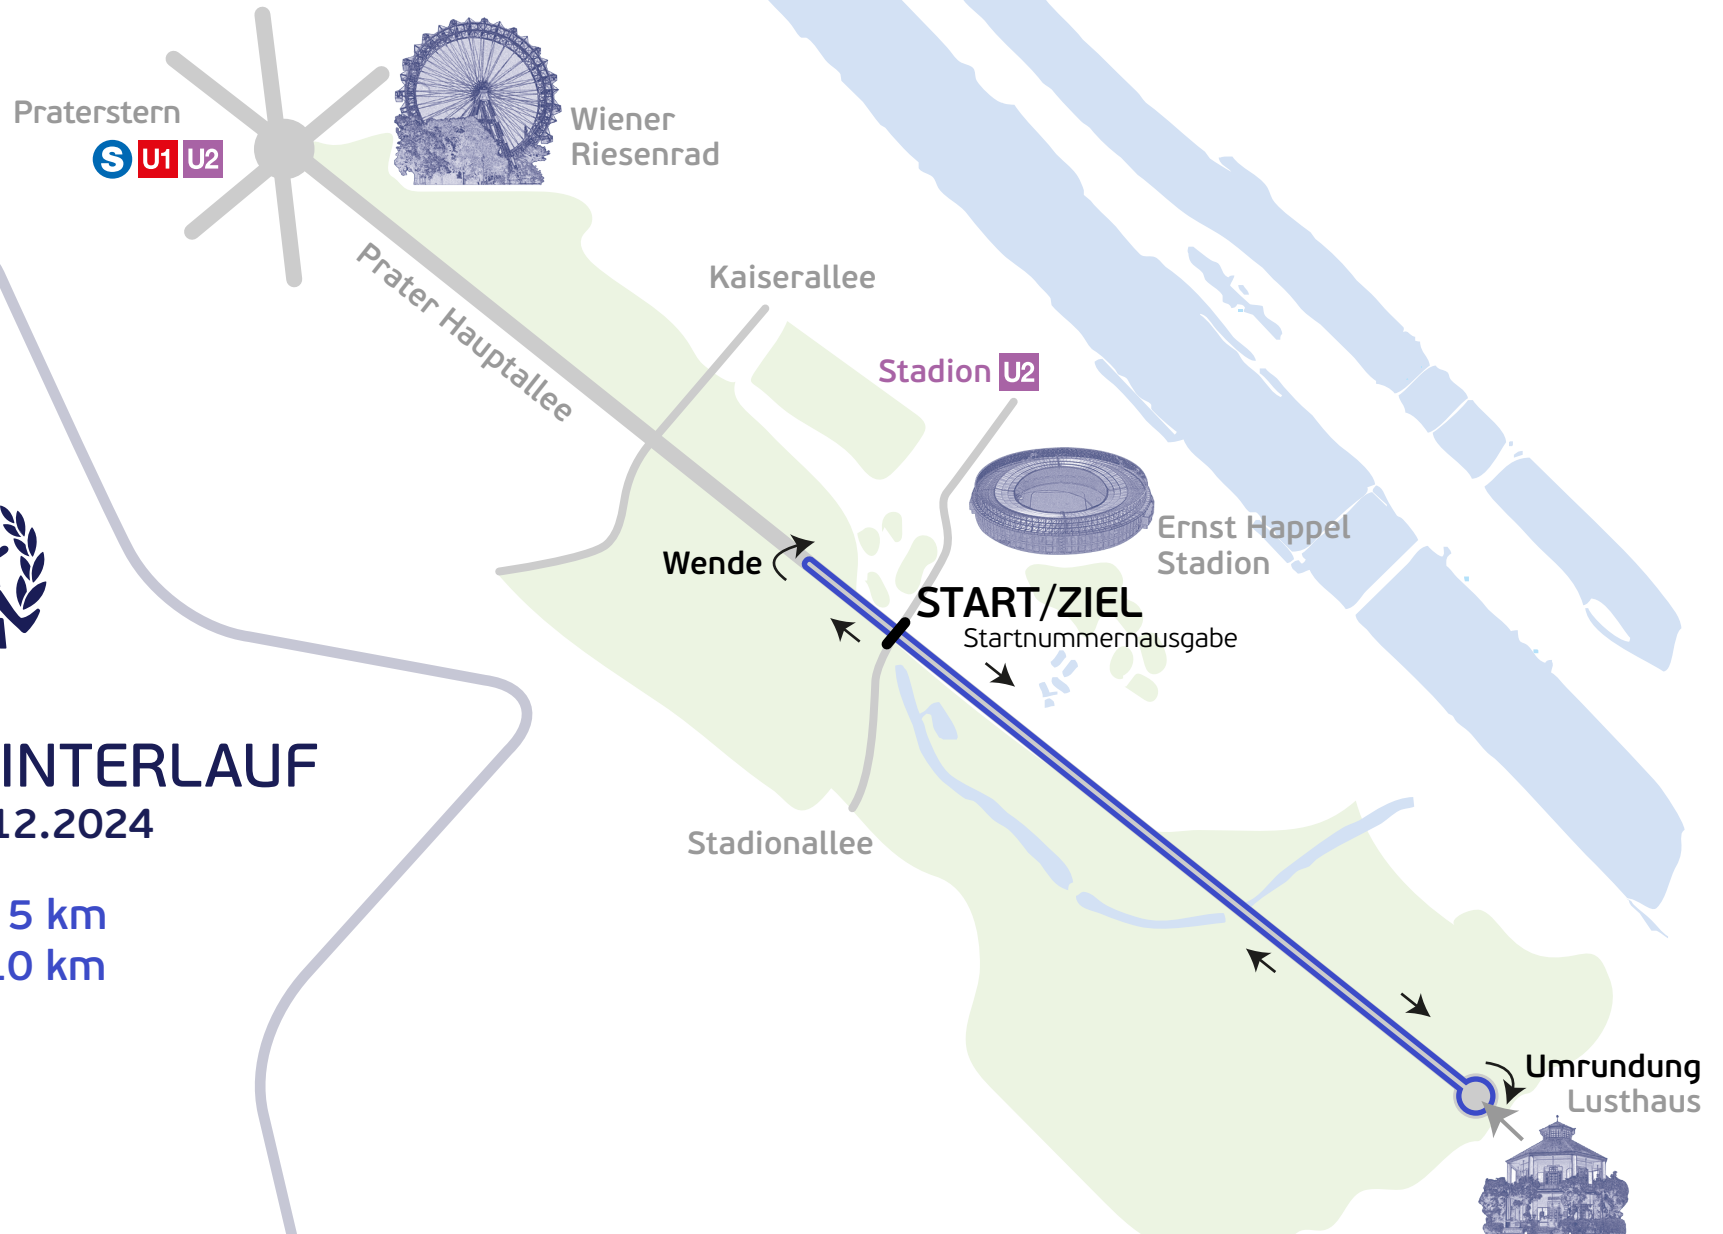 Praterstern
S U1 U2
Wiener
Riesenrad
Prater Hauptallee
Kaiserallee
Stadion U2
Ernst Happel
Stadion
Wende
START/ZIEL
Startnummernausgabe
Stadionallee
INTERLAUF
12.2024
5 km
.0 km
Umrundung
Lusthaus